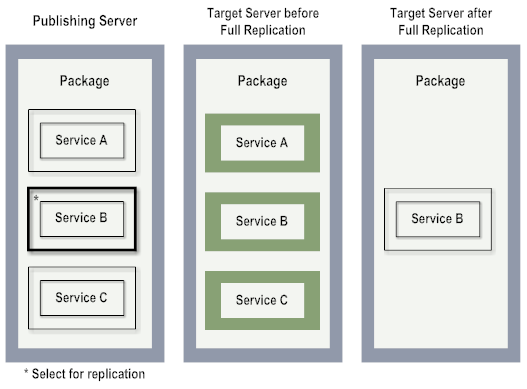 Publishing Server
Target Server before
Full Replication
Target Server after
Full Replication
Package
Service A
*
Service B
Service C
Package
Service A
Service B
Service C
Package
Service B
* Select for replication